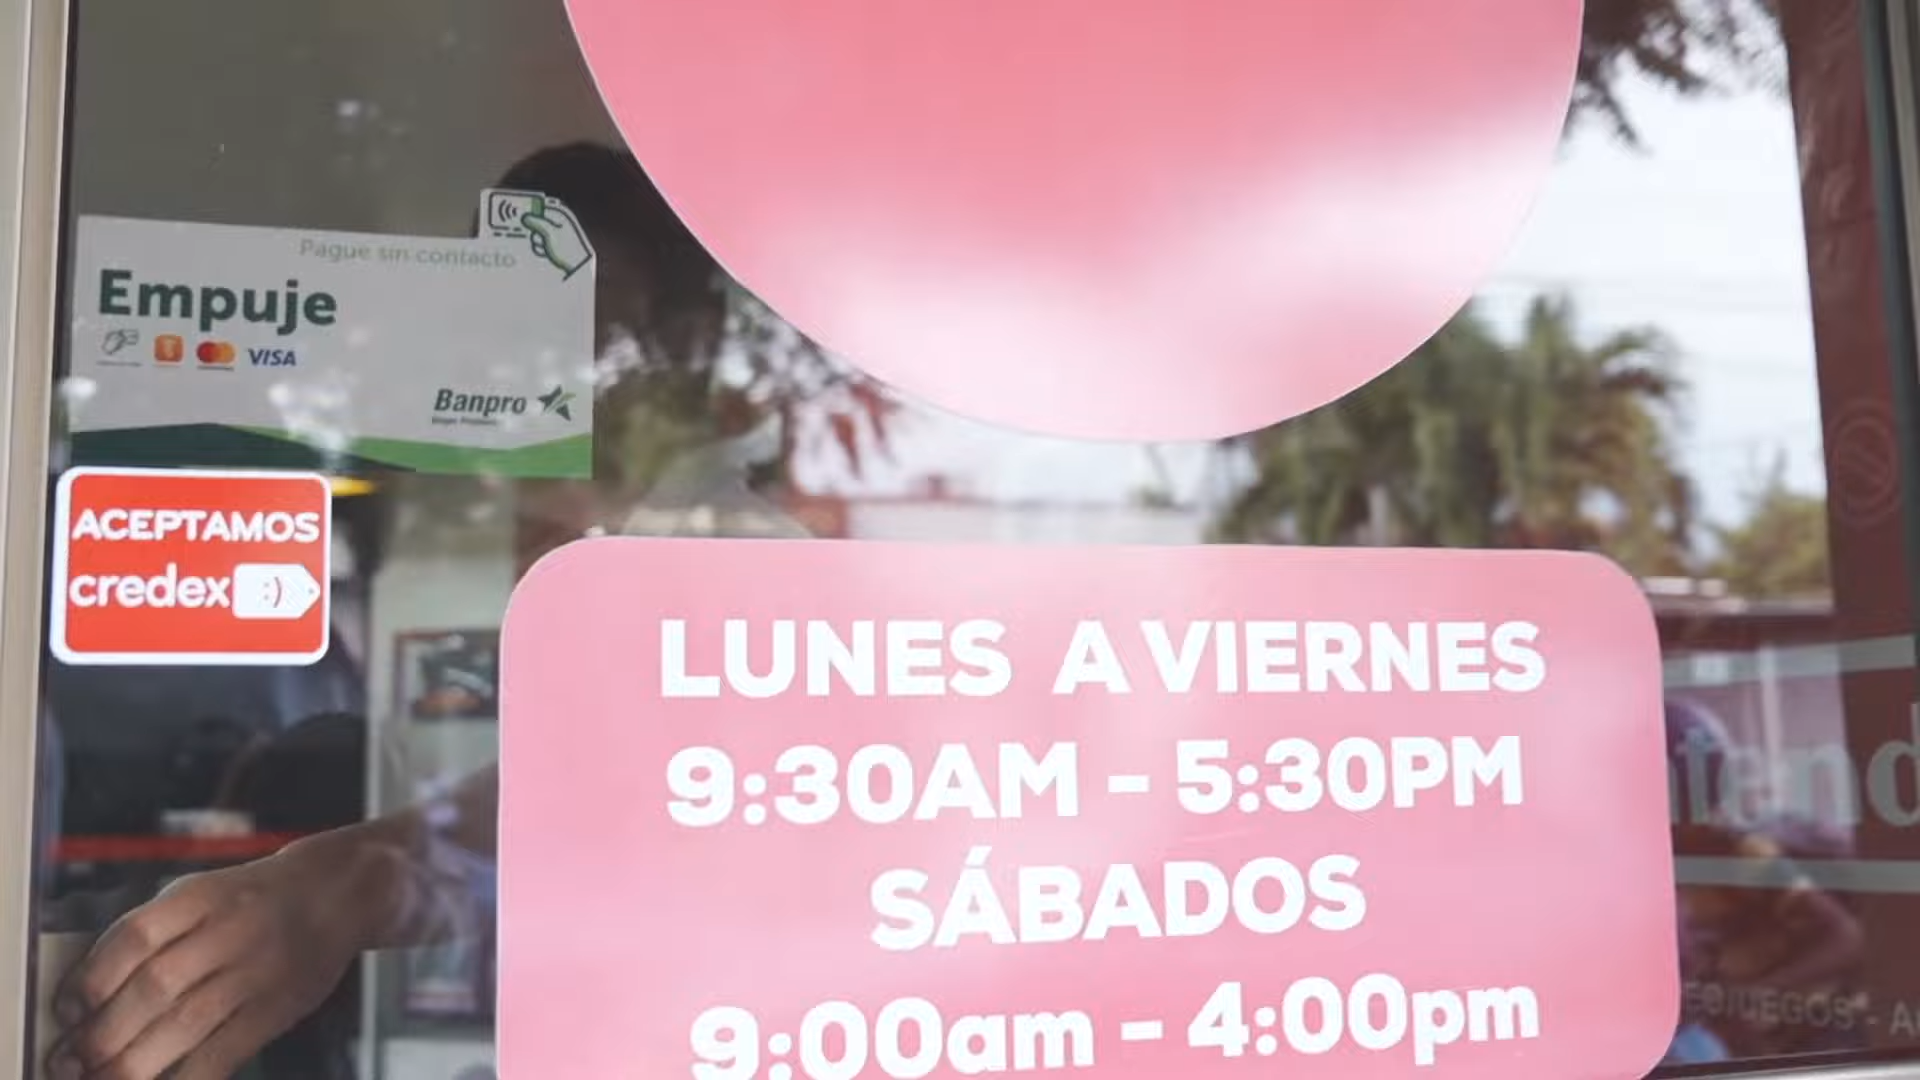 Pague sin contacto
Empuje
VISA
Banpro
ACEPTAMOS
credex :)
LUNES A VIERNES
9:30AM - 5:30PM
SÁBADOS
9:00am - 4:00pm